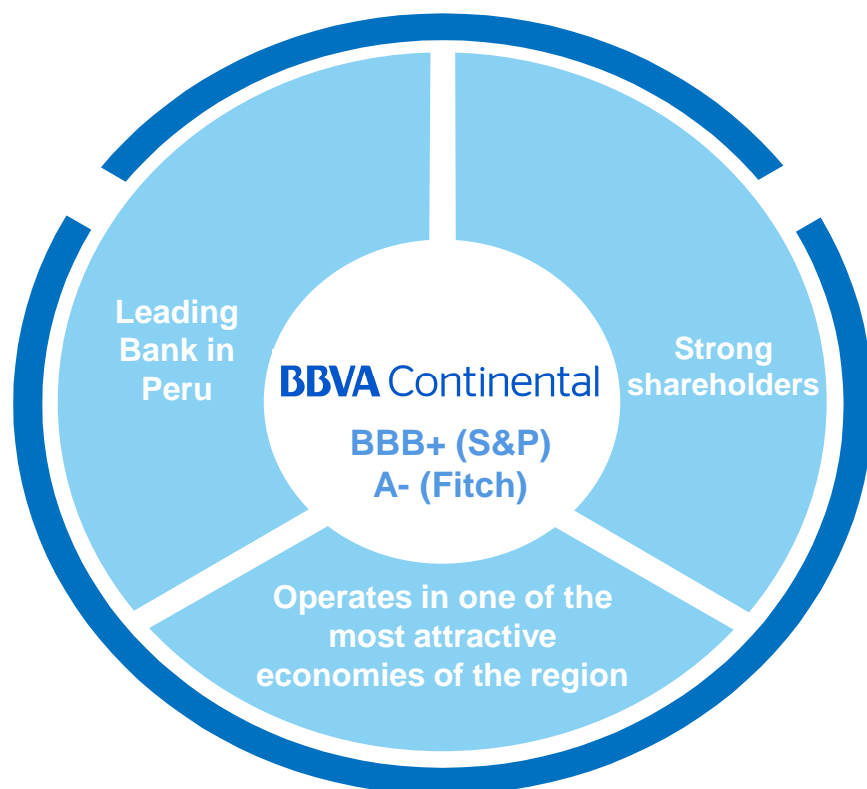 Leading
Bank in
Peru
Strong
shareholders
BBVA Continental
BBB+ (S&P)
A- (Fitch)
Operates in one of the
most attractive
economies of the region